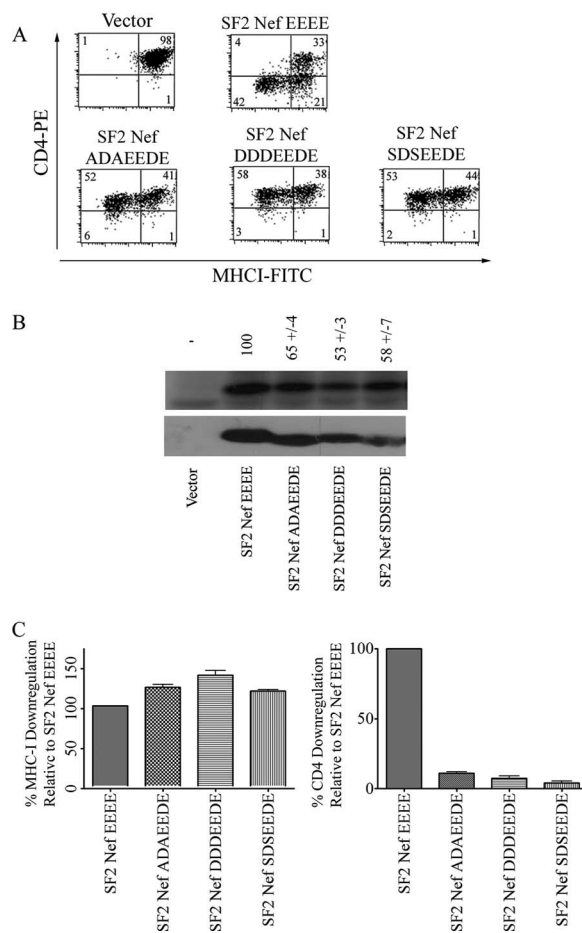 A
Vector
1 98
1
SF2 Nef EEEE
4 33
42 21
SF2 Nef
ADAEEDE
52 41
6 1
SF2 Nef
DDDEEDE
58 38
3 1
SF2 Nef
SDSEEDE
53 44
2 1
CD4-PE
MHCI-FITC
B
-
100
65 +/-4
53 +/-3
58 +/-7
Vector
SF2 Nef EEEE
SF2 Nef ADAEEDE
SF2 Nef DDDEEDE
SF2 Nef SDSEEDE
C
% MHC-I Downregulation
Relative to SF2 Nef EEEE
150
100
50
0
SF2 Nef EEEE
SF2 Nef ADAEEDE
SF2 Nef DDDEEDE
SF2 Nef SDSEEDE
% CD4 Downregulation
Relative to SF2 Nef EEEE
100
50
0
SF2 Nef EEEE
SF2 Nef ADAEEDE
SF2 Nef DDDEEDE
SF2 Nef SDSEEDE